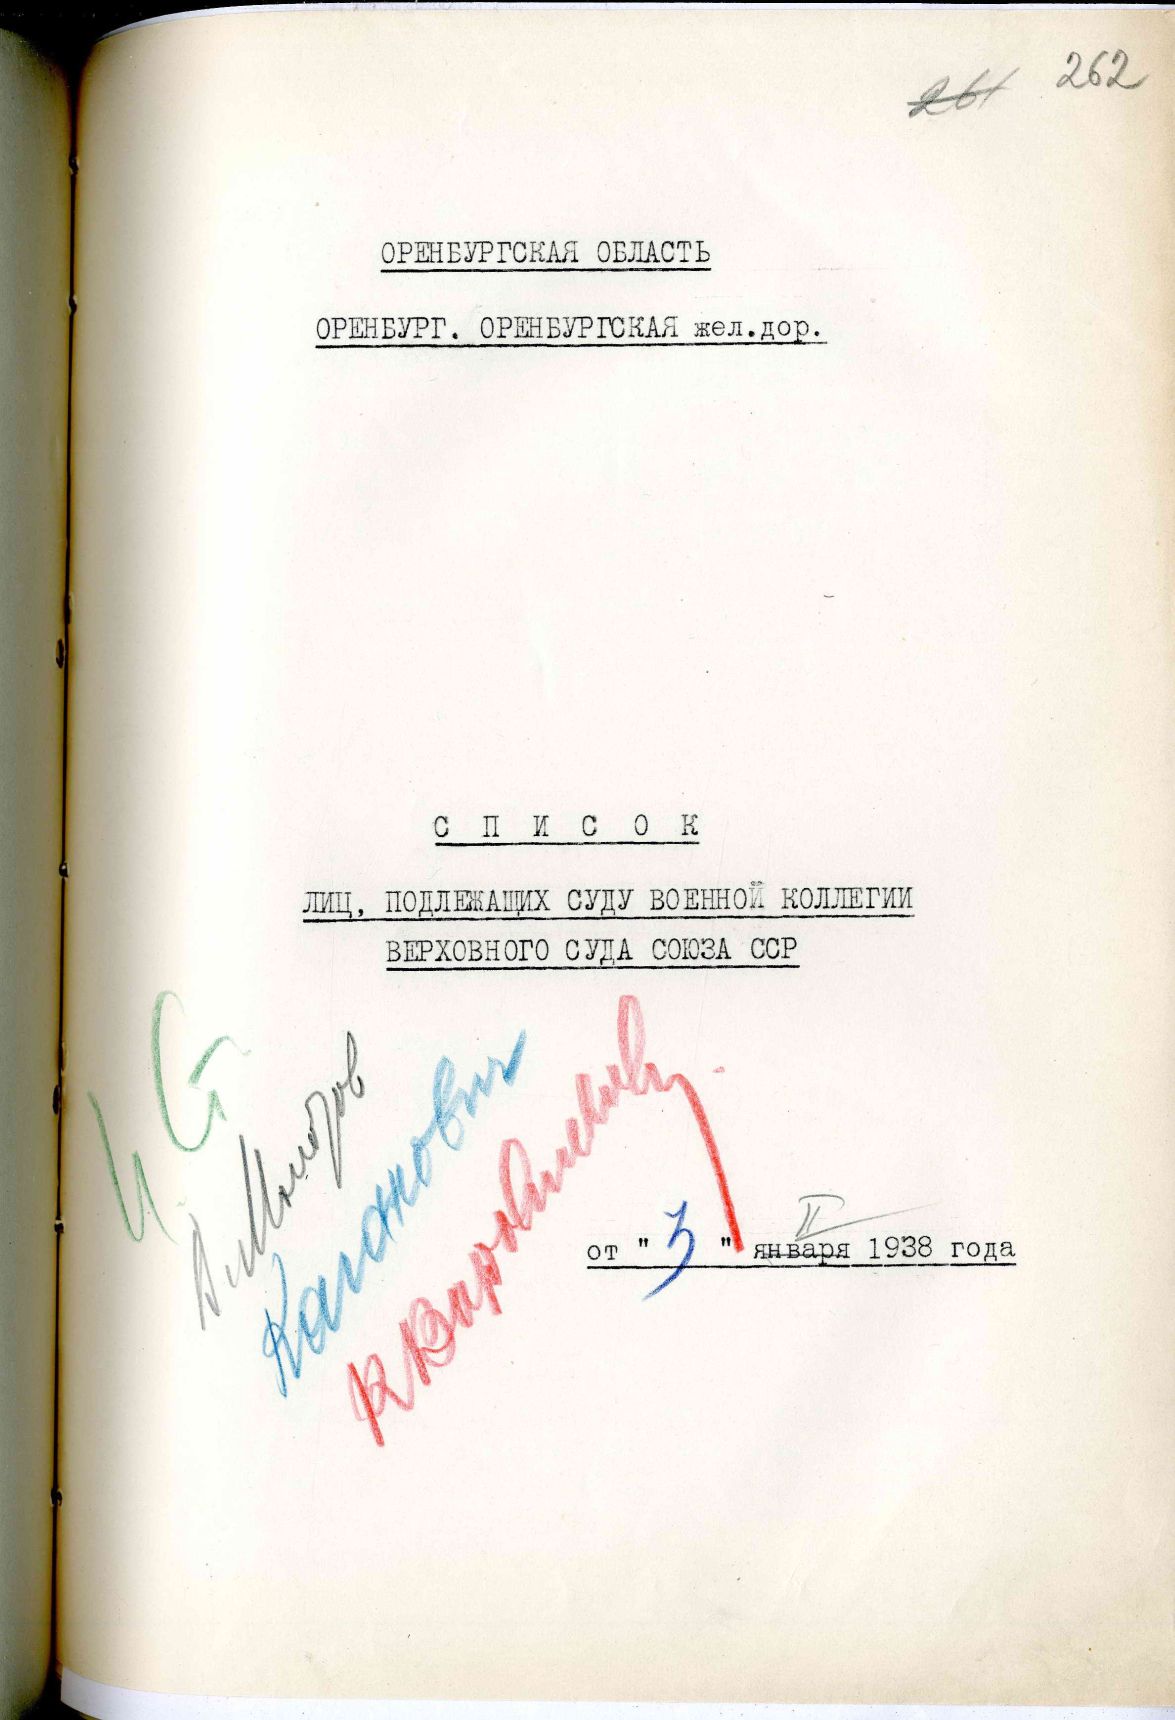 261 262
ОРЕНБУРГСКАЯ ОБЛАСТЬ
ОРЕНБУРГ. ОРЕНБУРГСКАЯ жел.дор.
С П И С О К
ЛИЦ, ПОДЛЕЖАЩИХ СУДУ ВОЕННОЙ КОЛЛЕГИИ
ВЕРХОВНОГО СУДА СОЮЗА ССР
И Ст
В Молотов
Каганович
К Ворошилов
II
от "3" января 1938 года